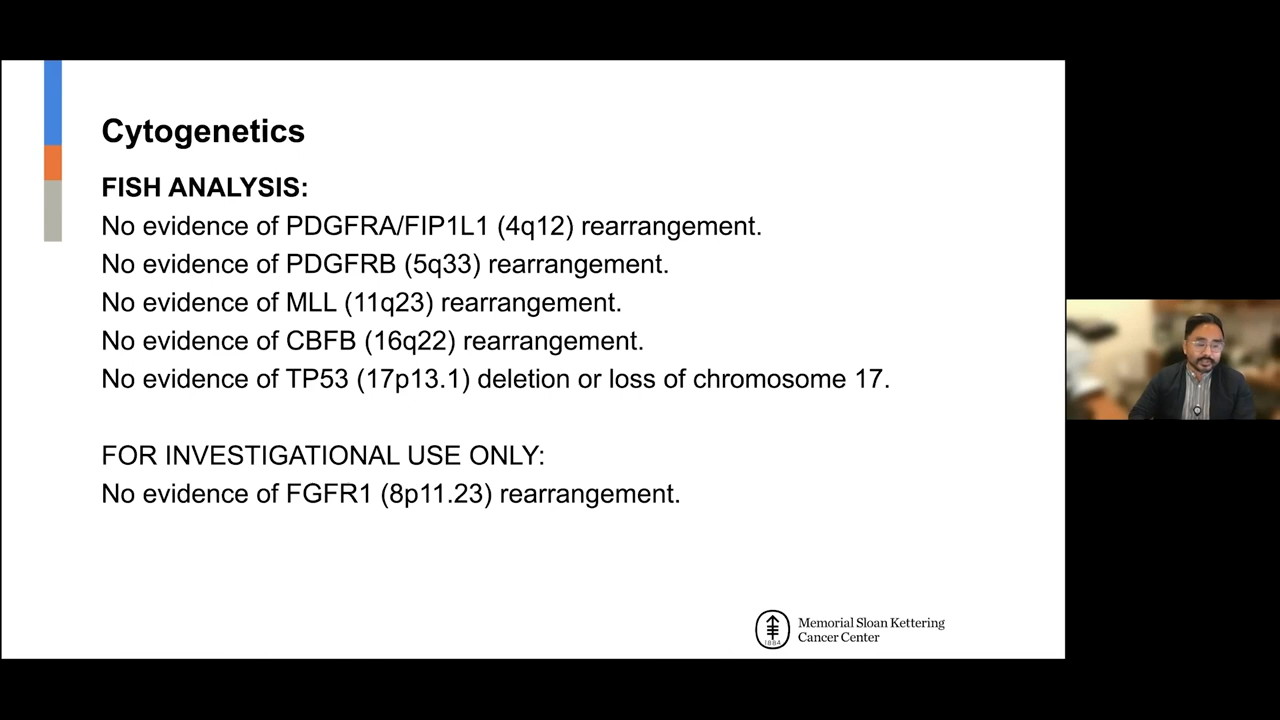 Cytogenetics
FISH ANALYSIS:
No evidence of PDGFRA/FIP1L1 (4q12) rearrangement.
No evidence of PDGFRB (5q33) rearrangement.
No evidence of MLL (11q23) rearrangement.
No evidence of CBFB (16q22) rearrangement.
No evidence of TP53 (17p13.1) deletion or loss of chromosome 17.
FOR INVESTIGATIONAL USE ONLY:
No evidence of FGFR1 (8p11.23) rearrangement.
1884
Memorial Sloan Kettering
Cancer Center